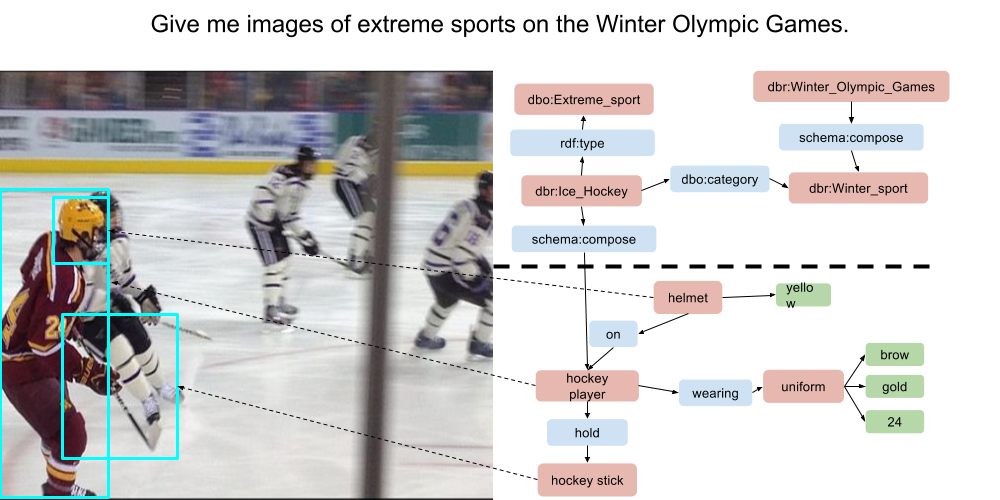 Give me images of extreme sports on the Winter Olympic Games.
dbo:Extreme_sport
dbr:Winter_Olympic_Games
rdf:type
schema:compose
dbr:Ice_Hockey
dbo:category
dbr:Winter_sport
schema:compose
helmet
yello
w
on
hockey
player
wearing
uniform
brow
gold
24
hold
hockey stick